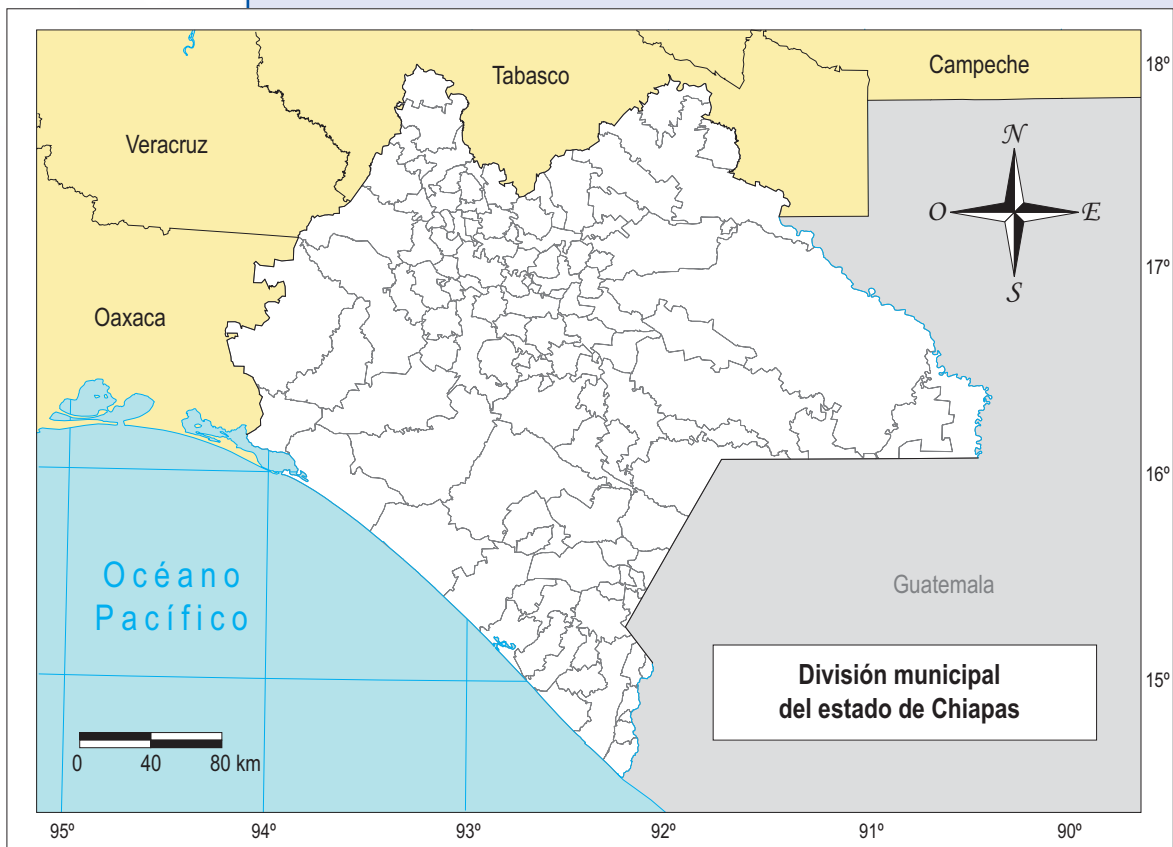 Tabasco
Campeche
18º
Veracruz
N
O
E
S
17º
Oaxaca
16º
Océano
Pacífico
Guatemala
División municipal
del estado de Chiapas
15º
0 40 80 km
95º 94º 93º 92º 91º 90º